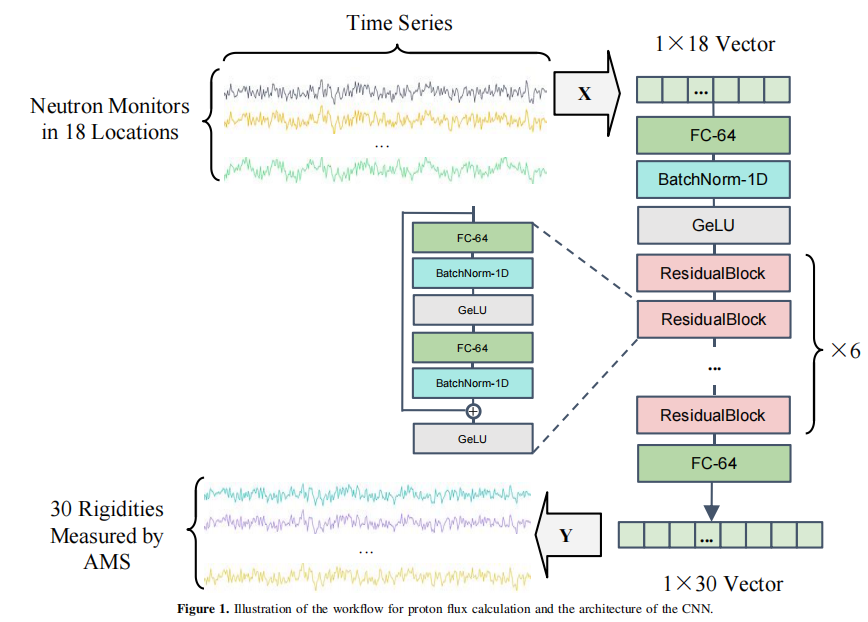 Time Series
1×18 Vector
Neutron Monitors
in 18 Locations
...
X
...
FC-64
BatchNorm-1D
GeLU
ResidualBlock
ResidualBlock
...
ResidualBlock
×6
FC-64
FC-64
BatchNorm-1D
GeLU
FC-64
BatchNorm-1D
+
GeLU
30 Rigidities
Measured by
AMS
...
Y
...
1×30 Vector
Figure 1. Illustration of the workflow for proton flux calculation and the architecture of the CNN.